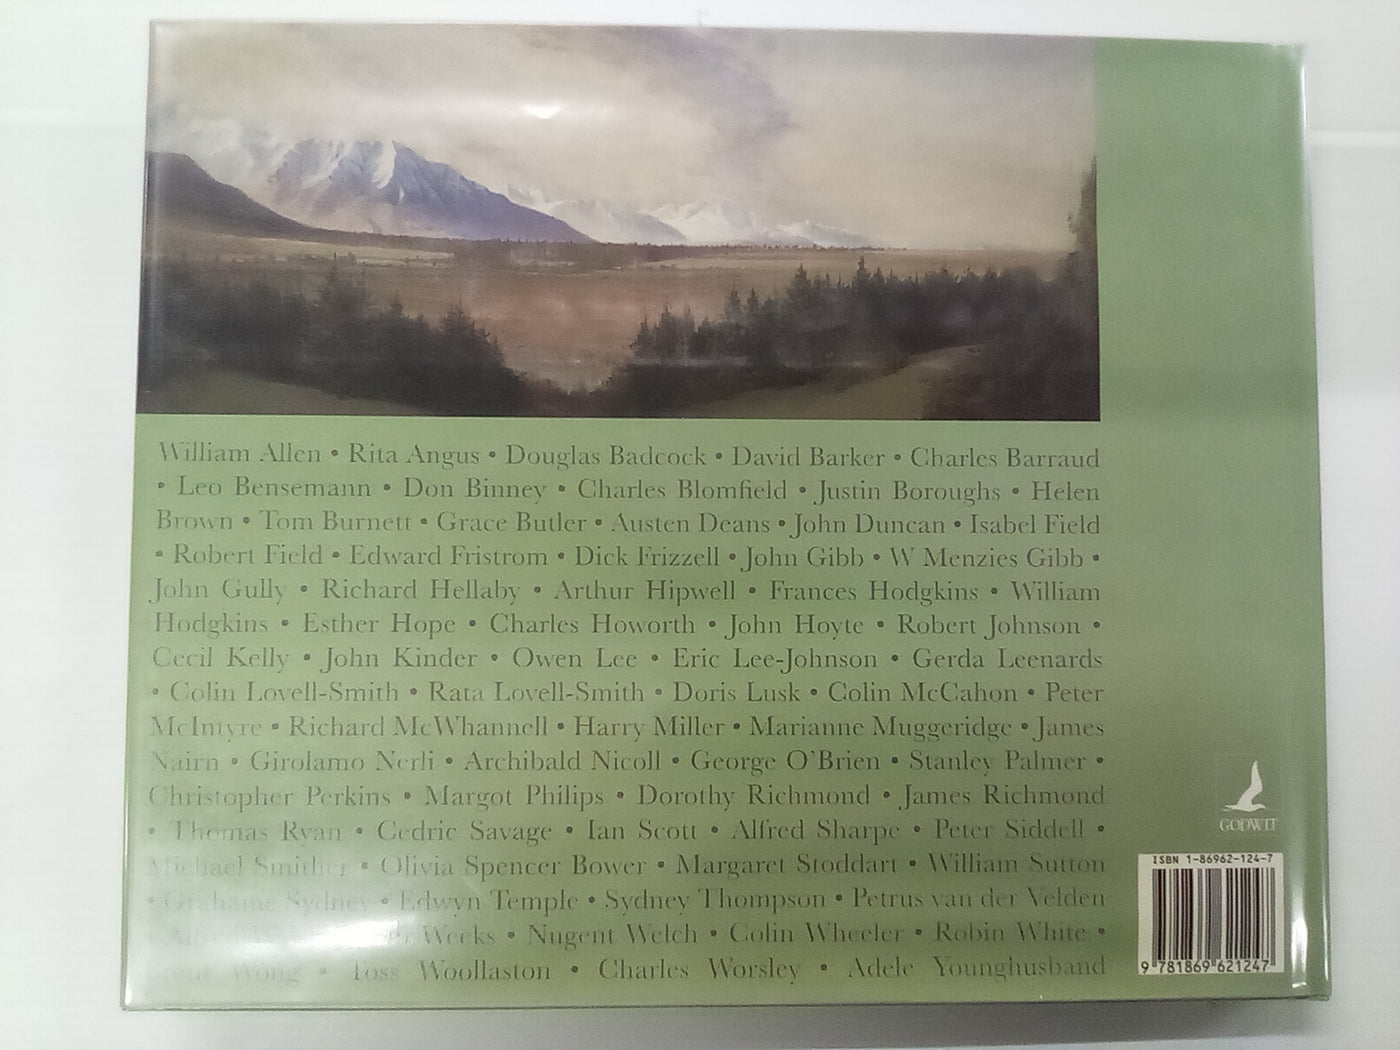 William Allen • Rita Angus • Douglas Badcock • David Barker • Charles Barraud
• Leo Bensemann • Don Binney • Charles Blomfield • Justin Boroughs • Helen
Brown • Tom Burnett • Grace Butler • Austen Deans • John Duncan • Isabel Field
• Robert Field • Edward Fristrom • Dick Frizzell • John Gibb • W Menzies Gibb •
John Gully • Richard Hellaby • Arthur Hipwell • Frances Hodgkins • William
Hodgkins • Esther Hope • Charles Howorth • John Hoyte • Robert Johnson •
Cecil Kelly • John Kinder • Owen Lee • Eric Lee-Johnson • Gerda Leenards
• Colin Lovell-Smith • Rata Lovell-Smith • Doris Lusk • Colin McCahon • Peter
McIntyre • Richard McWhannell • Harry Miller • Marianne Muggeridge • James
Nairn • Girolamo Nerli • Archibald Nicoll • George O'Brien • Stanley Palmer •
Christopher Perkins • Margot Philips • Dorothy Richmond • James Richmond
• Thomas Ryan • Cedric Savage • Ian Scott • Alfred Sharpe • Peter Siddell •
Michael Smither • Olivia Spencer Bower • Margaret Stoddart • William Sutton
• Grahame Sydney • Edwyn Temple • Sydney Thompson • Petrus van der Velden
Weeks • Nugent Welch • Colin Wheeler • Robin White •
Brent Wong • Toss Woollaston • Charles Worsley • Adele Younghusband
GODWIT
ISBN 1-86962-124-7
9 781869 621247